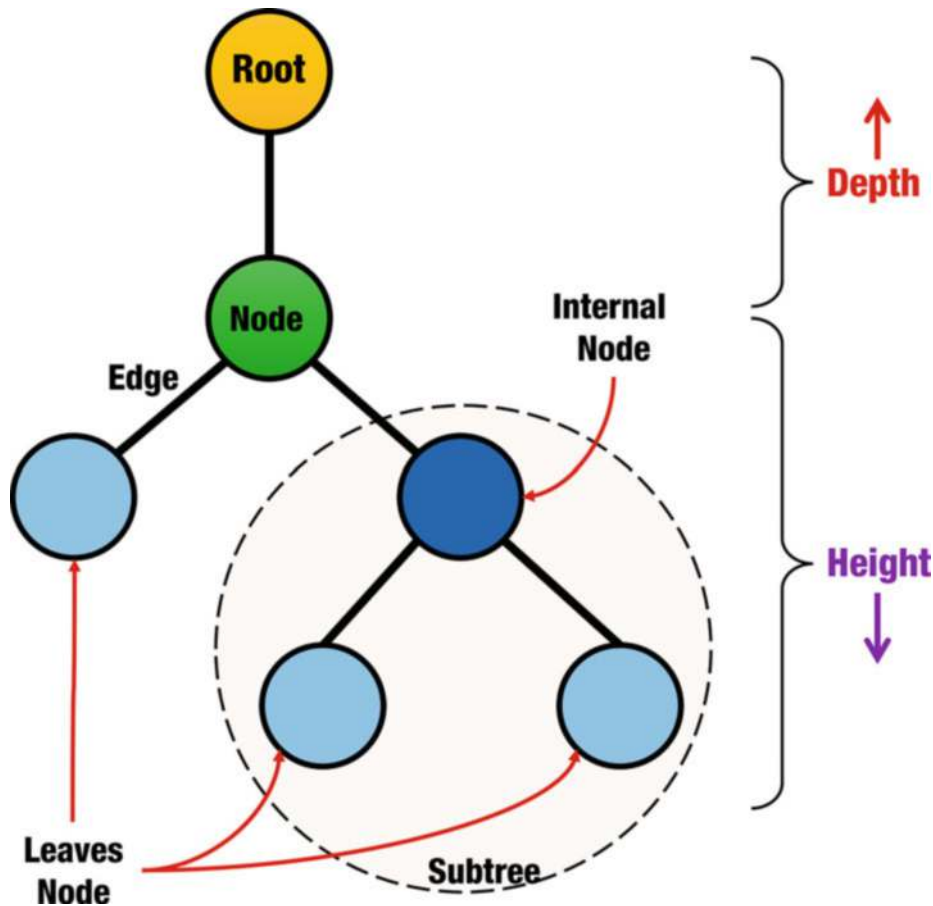 Root
Depth
Node
Internal
Node
Edge
Height
Leaves
Node
Subtree